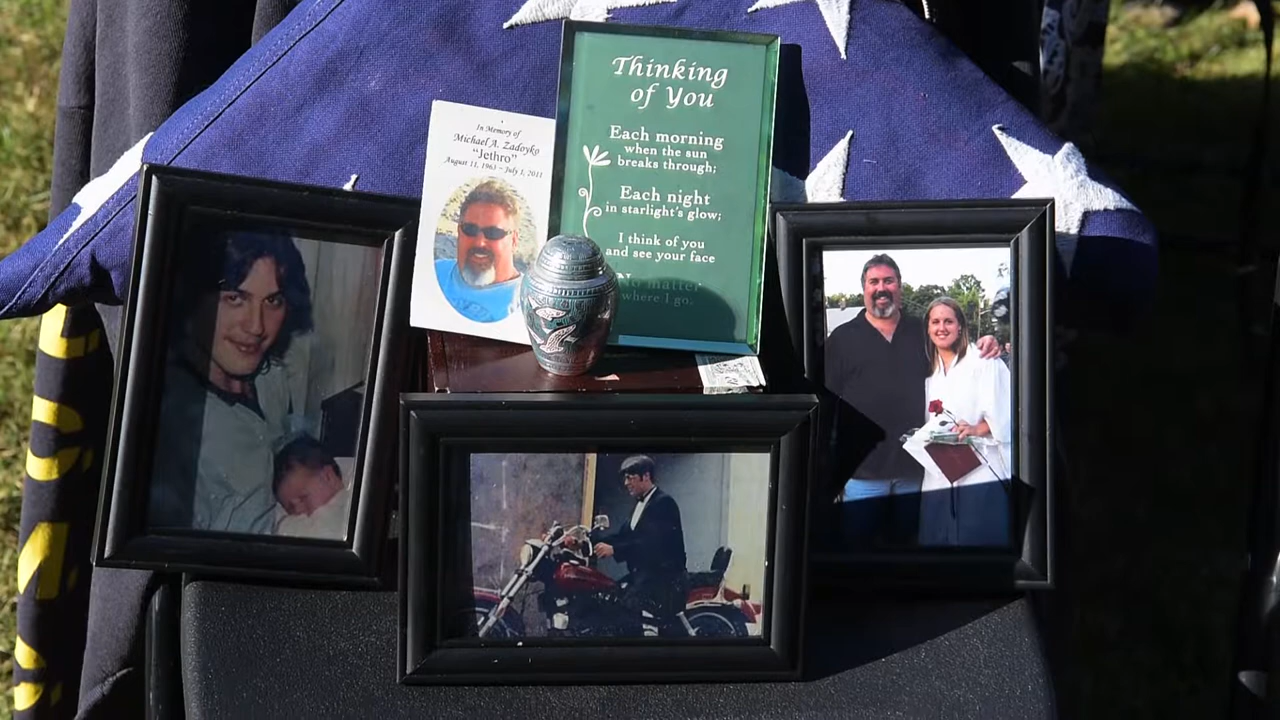 In Memory of
Michael A. Zadoyko
"Jethro"
August 11, 1963 ~ July 1, 2011
Thinking
of You
Each morning
when the sun
breaks through;
Each night
in starlight's glow;
I think of you
and see your face
No matter
where I go.